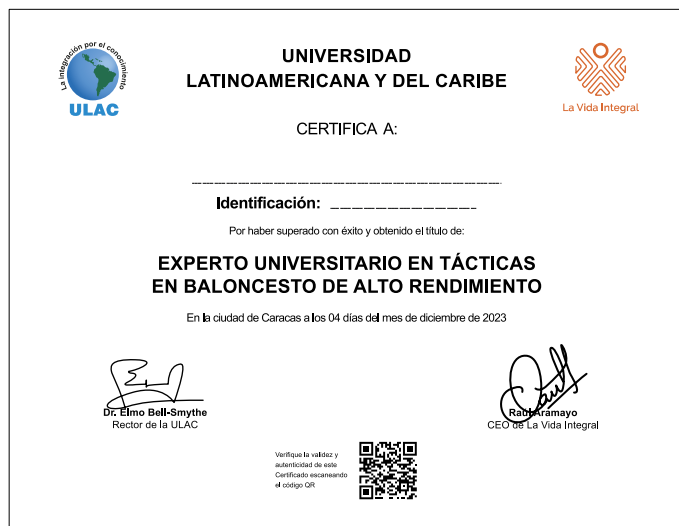 La integración por el conocimiento
ULAC
UNIVERSIDAD
LATINOAMERICANA Y DEL CARIBE
La Vida Integral
CERTIFICA A:
Identificación:
Por haber superado con éxito y obtenido el título de:
EXPERTO UNIVERSITARIO EN TÁCTICAS
EN BALONCESTO DE ALTO RENDIMIENTO
En la ciudad de Caracas a los 04 días del mes de diciembre de 2023
Dr. Elmo Bell-Smythe
Rector de la ULAC
Raúl Aramayo
CEO de La Vida Integral
Verifique la validez y
autenticidad de este
Certificado escaneando
el código QR